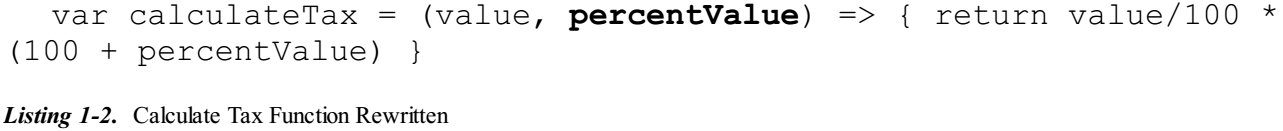 var calculateTax = (value, percentValue) => { return value/100 *
(100 + percentValue) }
Listing 1-2. Calculate Tax Function Rewritten